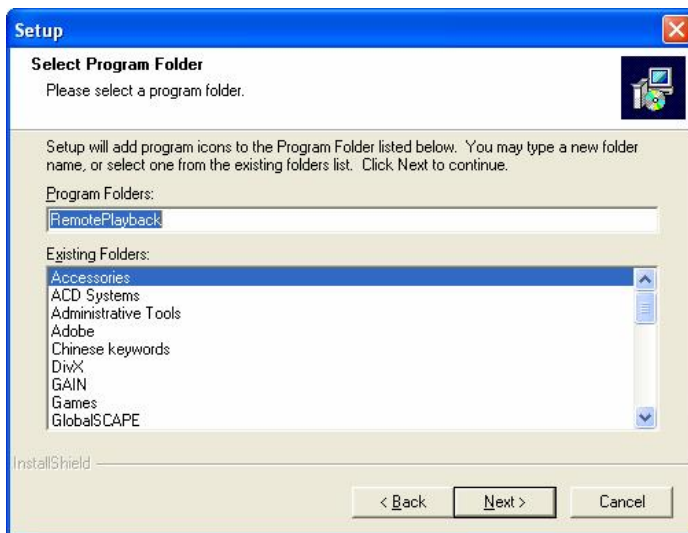 Setup
Select Program Folder
Please select a program folder.
Setup will add program icons to the Program Folder listed below. You may type a new folder
name, or select one from the existing folders list. Click Next to continue.
Program Folders:
RemotePlayback
Existing Folders:
Accessories
ACD Systems
Administrative Tools
Adobe
Chinese keywords
DivX
GAIN
Games
GlobalSCAPE
InstallShield
< Back
Next >
Cancel